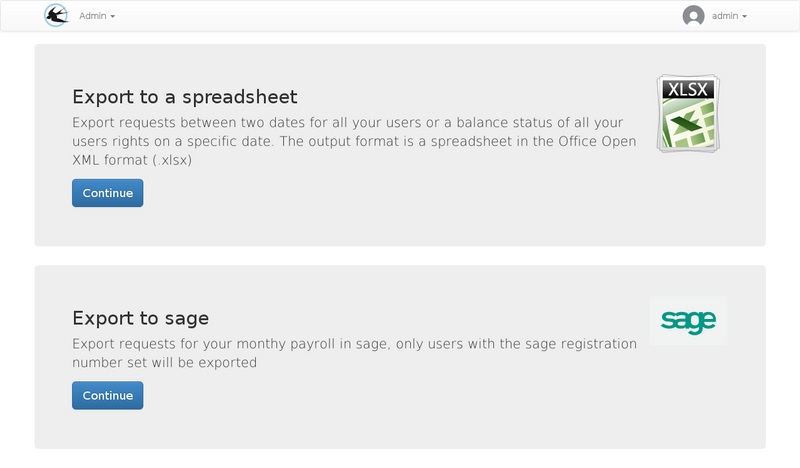 Admin
admin
Export to a spreadsheet
XLSX
Export requests between two dates for all your users or a balance status of all your
users rights on a specific date. The output format is a spreadsheet in the Office Open
XML format (.xlsx)
Continue
Export to sage
sage
Export requests for your monthy payroll in sage, only users with the sage registration
number set will be exported
Continue